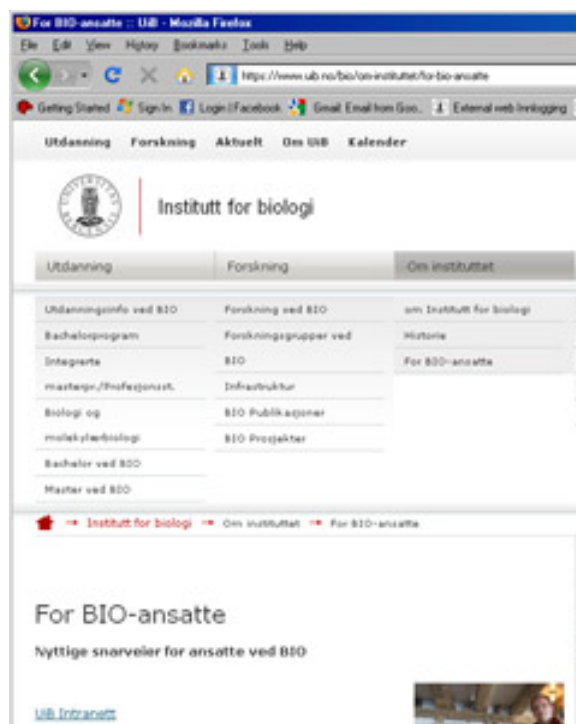 For BIO-ansatte :: UiB - Mozilla Firefox
File Edit View History Bookmarks Tools Help
https://www.uib.no/bio/om-instituttet/for-bio-ansatte
Getting Started Sign In Login | Facebook Gmail: Email from Goo... External web Innlogging
Utdanning Forskning Aktuelt Om UiB Kalender
Institutt for biologi
Utdanning Forskning Om instituttet
Utdanningsinfo ved BIO Forskning ved BIO om Institutt for biologi
Bachelorprogram Forskningsgrupper ved Historie
Integrerte BIO For BIO-ansatte
masterpr./Profesjonsst. Infrastruktur
Biologi og BIO Publikasjoner
molekylærbiologi BIO Prosjekter
Bachelor ved BIO
Master ved BIO
Institutt for biologi Om instituttet For BIO-ansatte
For BIO-ansatte
Nyttige snarveier for ansatte ved BIO
UiB Intranett